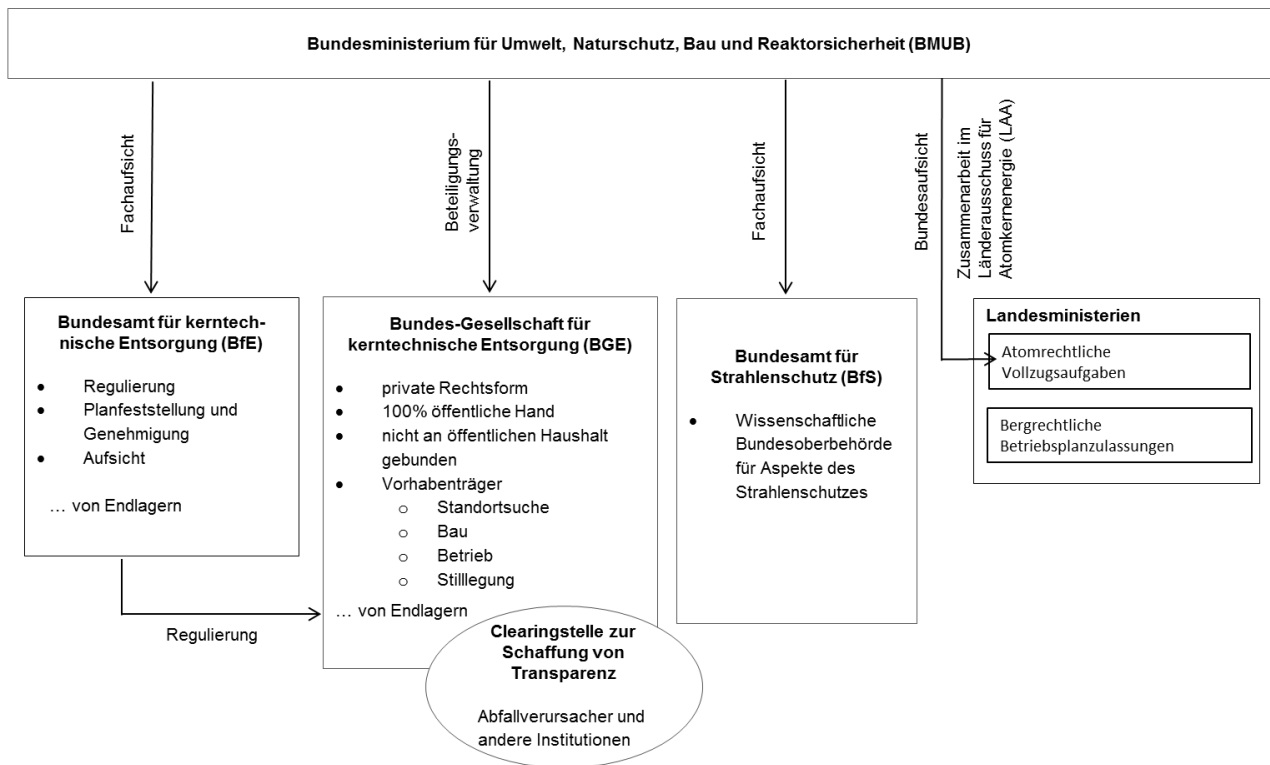 Bundesministerium für Umwelt, Naturschutz, Bau und Reaktorsicherheit (BMUB)
Fachaufsicht
Beteiligungs-
verwaltung
Fachaufsicht
Bundesaufsicht
Zusammenarbeit im
Länderausschuss für
Atomkernenergie (LAA)
Bundesamt für kerntech-
nische Entsorgung (BfE)
• Regulierung
• Planfeststellung und
Genehmigung
• Aufsicht
… von Endlagern
Regulierung
Bundes-Gesellschaft für
kerntechnische Entsorgung (BGE)
• private Rechtsform
• 100% öffentliche Hand
• nicht an öffentlichen Haushalt
gebunden
• Vorhabenträger
o Standortsuche
o Bau
o Betrieb
o Stilllegung
… von Endlagern
Clearingstelle zur
Schaffung von
Transparenz
Abfallverursacher und
andere Institutionen
Bundesamt für
Strahlenschutz (BfS)
• Wissenschaftliche
Bundesoberbehörde
für Aspekte des
Strahlenschutzes
Landesministerien
Atomrechtliche
Vollzugsaufgaben
Bergrechtliche
Betriebsplanzulassungen